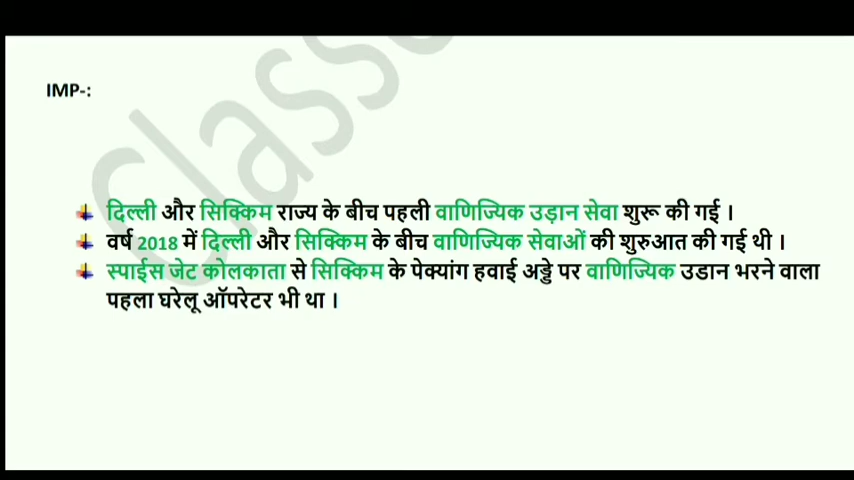 Classe
IMP-:
दिल्ली और सिक्किम राज्य के बीच पहली वाणिज्यिक उड़ान सेवा शुरू की गई ।
वर्ष 2018 में दिल्ली और सिक्किम के बीच वाणिज्यिक सेवाओं की शुरुआत की गई थी ।
स्पाईस जेट कोलकाता से सिक्किम के पेक्यांग हवाई अड्डे पर वाणिज्यिक उडान भरने वाला
पहला घरेलू ऑपरेटर भी था ।